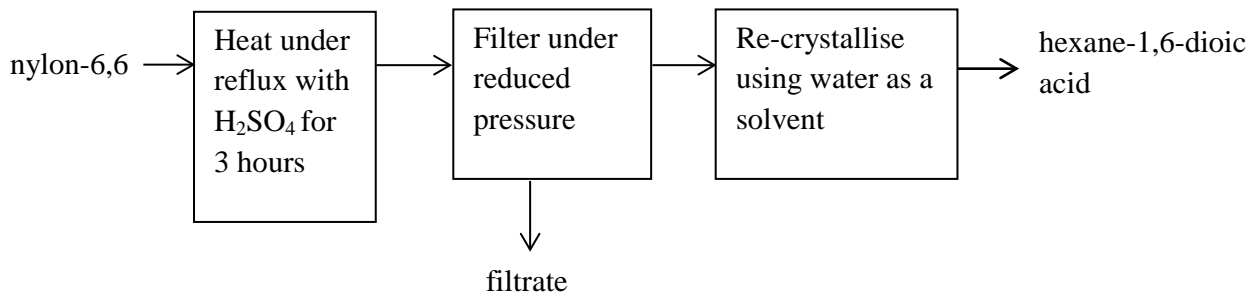 nylon-6,6
Heat under
reflux with
H₂SO₄ for
3 hours
Filter under
reduced
pressure
filtrate
Re-crystallise
using water as a
solvent
hexane-1,6-dioic
acid